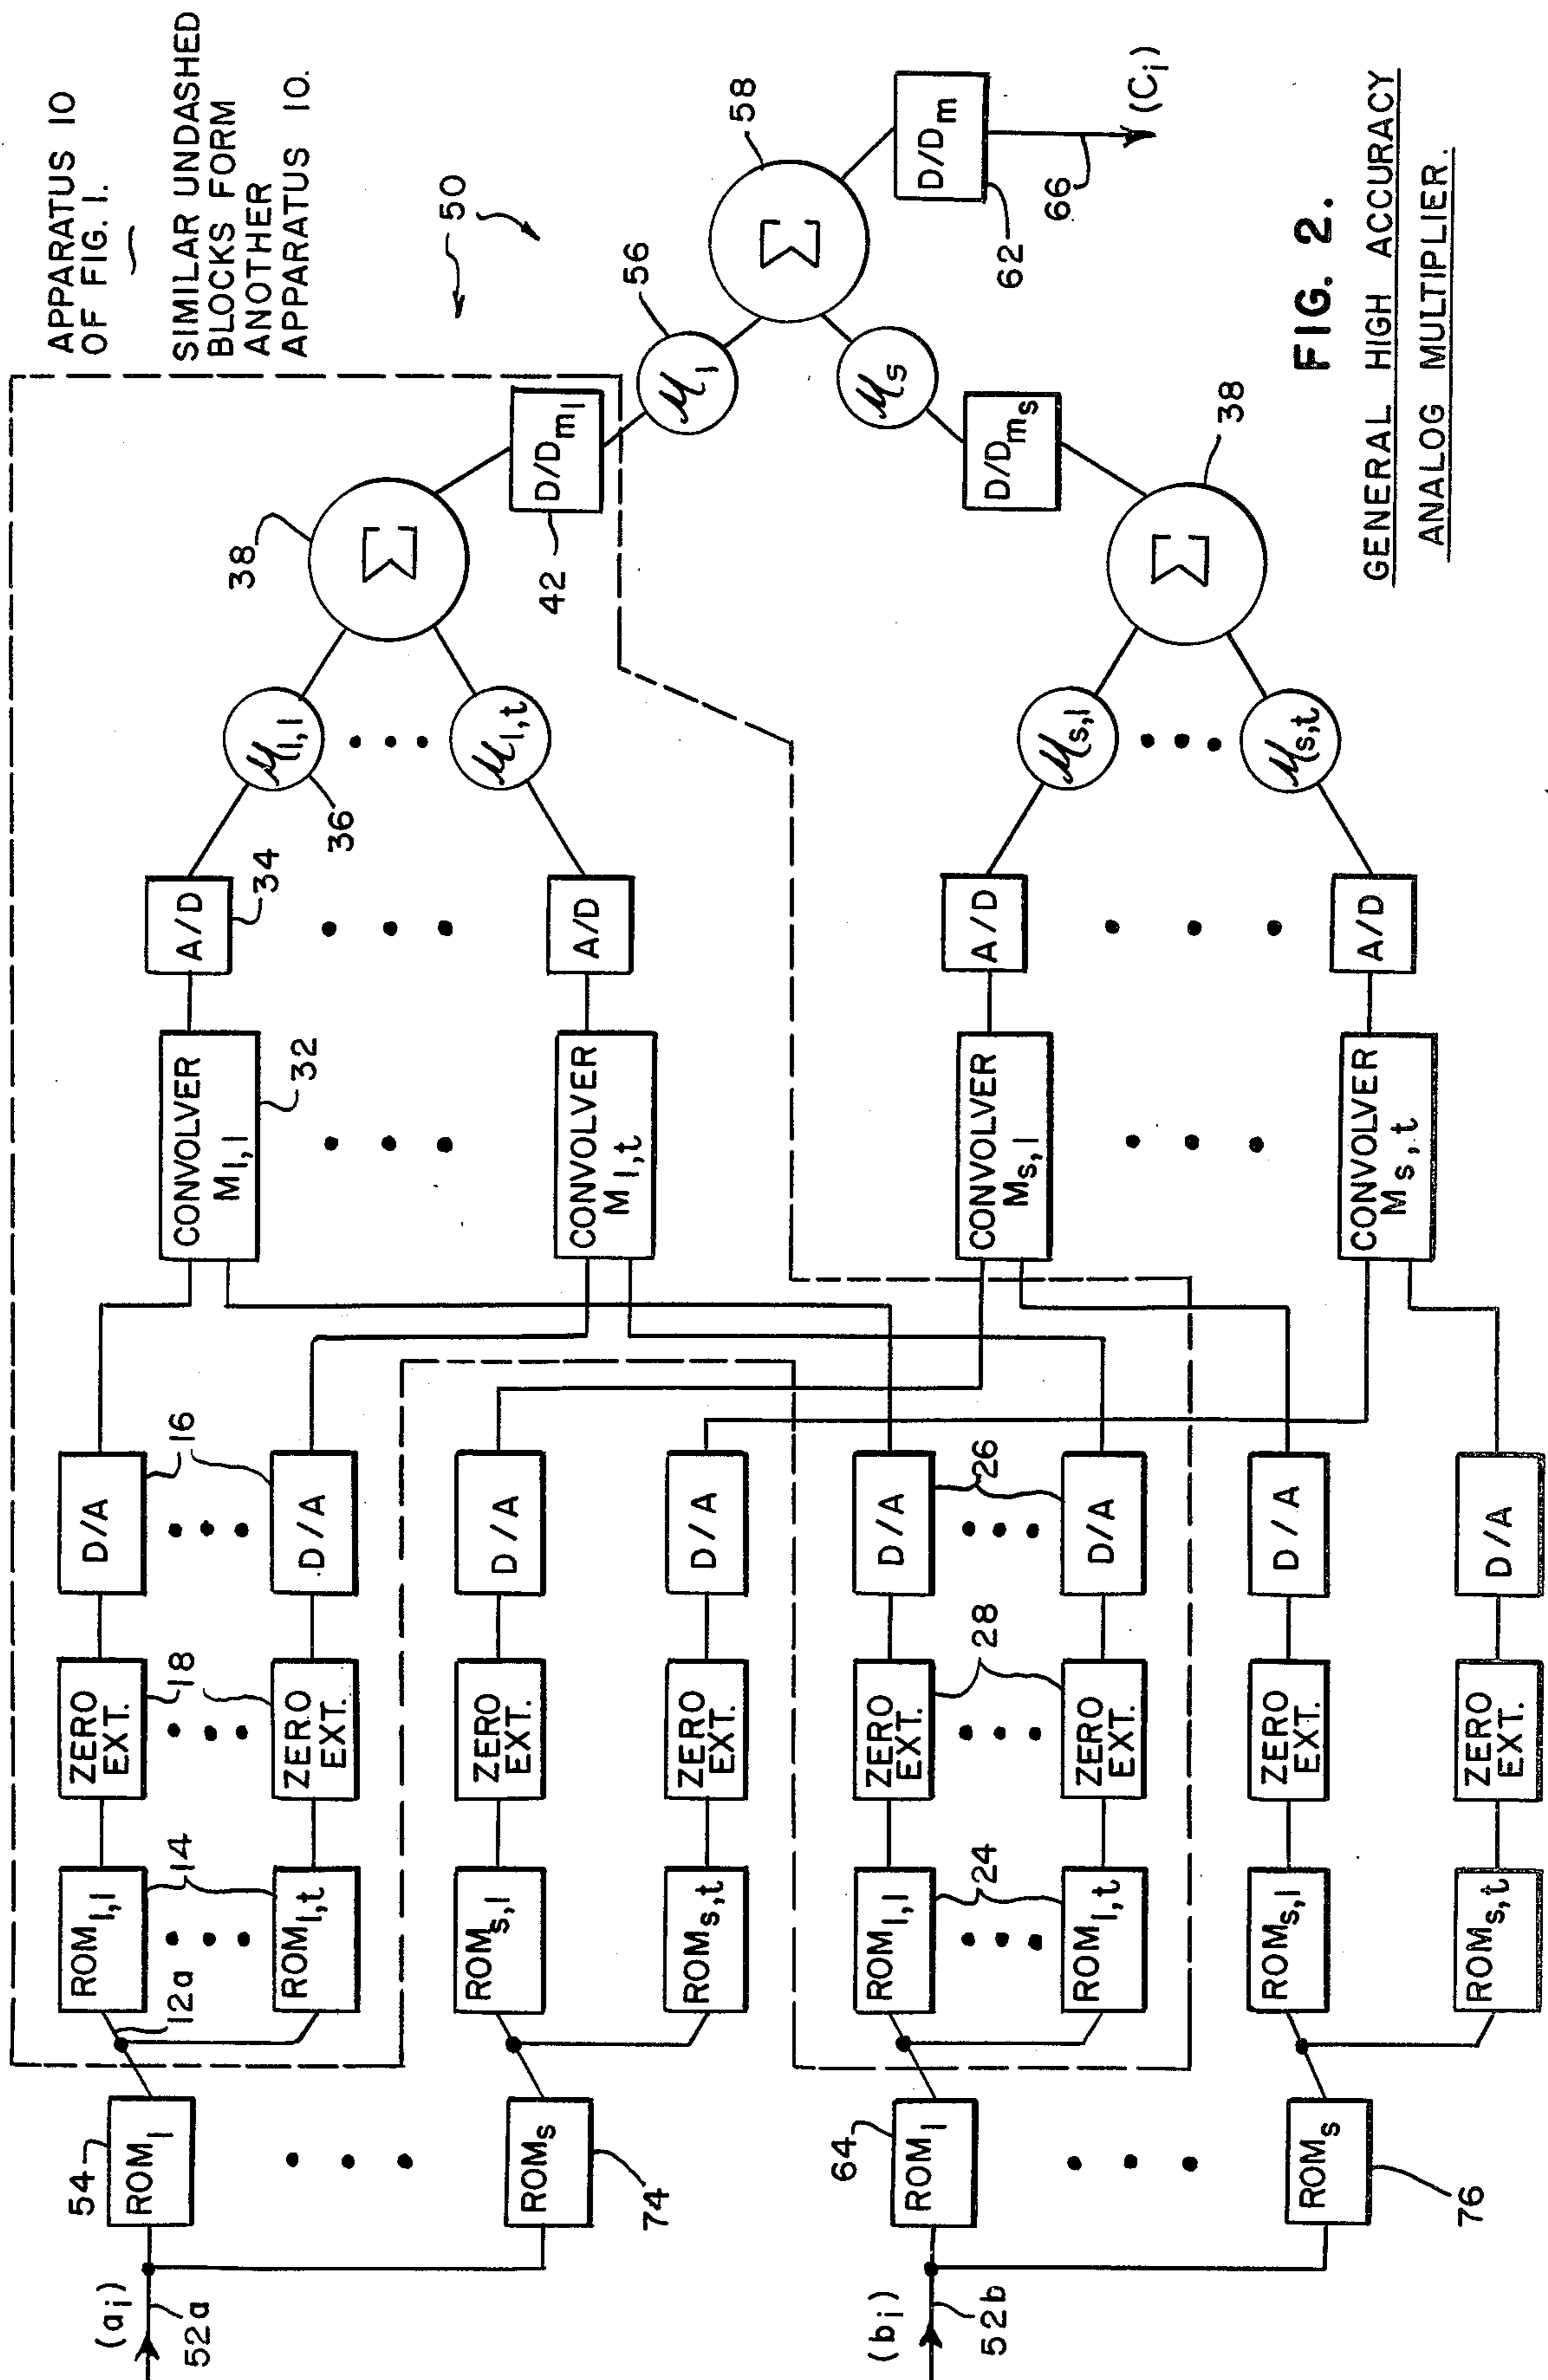 APPARATUS 10
OF FIG. 1.
SIMILAR UNDASHED
BLOCKS FORM
ANOTHER
APPARATUS 10.
50
(aᵢ)
52a
54
ROM₁
ROMₛ
74
12a
ROM₁,₁
14
ROM₁,ₜ
ZERO
EXT.
18
ZERO
EXT.
D/A
16
D/A
ROMₛ,₁
ZERO
EXT.
D/A
ROMₛ,ₜ
ZERO
EXT.
D/A
(bᵢ)
52b
64
ROM₁
ROMₛ
76
ROM₁,₁
24
ROM₁,ₜ
ZERO
EXT.
28
ZERO
EXT.
D/A
26
D/A
ROMₛ,₁
ZERO
EXT.
D/A
ROMₛ,ₜ
ZERO
EXT.
D/A
CONVOLVER
M₁,₁
32
CONVOLVER
M₁,ₜ
CONVOLVER
Mₛ,₁
CONVOLVER
Mₛ,ₜ
A/D
34
A/D
A/D
A/D
μ₁,₁
36
μ₁,ₜ
μₛ,₁
μₛ,ₜ
38
Σ
Σ
38
D/Dₘ₁
42
D/Dₘₛ
μ₁
56
μₛ
Σ
58
D/Dₘ
62
66
(Cᵢ)
FIG. 2.
GENERAL HIGH ACCURACY
ANALOG MULTIPLIER.